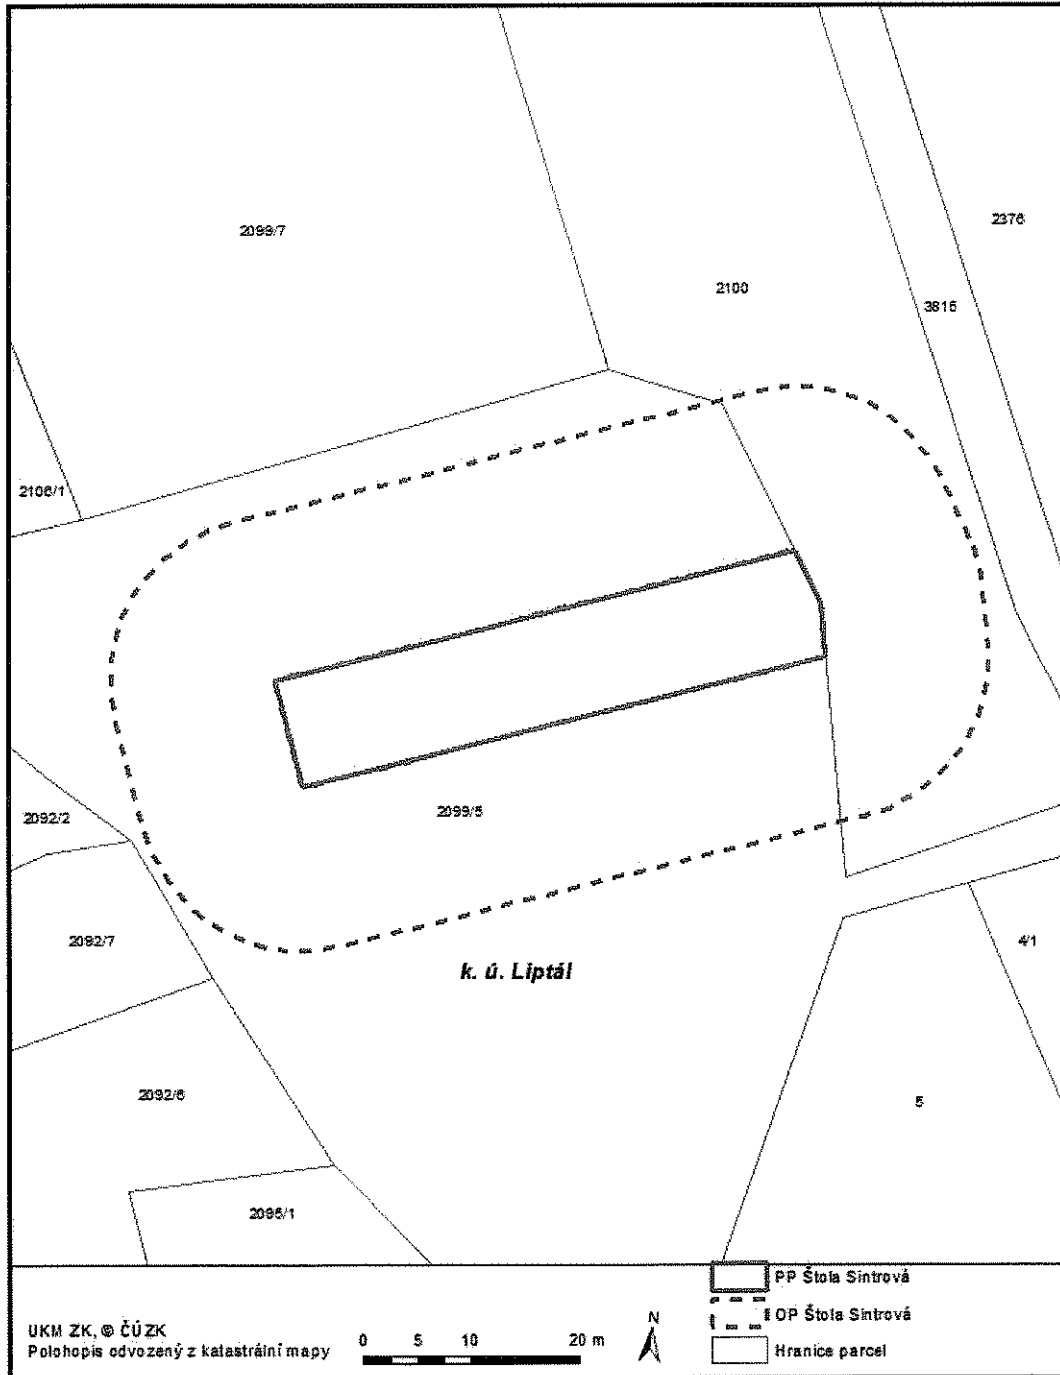 2376
2099/7
2100
3815
2106/1
2099/5
2092/2
2092/7
4/1
k. ú. Liptál
2092/6
5
2095/1
PP Štola Sintrová
OP Štola Sintrová
Hranice parcel
UKM ZK, © ČÚZK
Polohopis odvozený z katastrální mapy
0 5 10 20 m
N